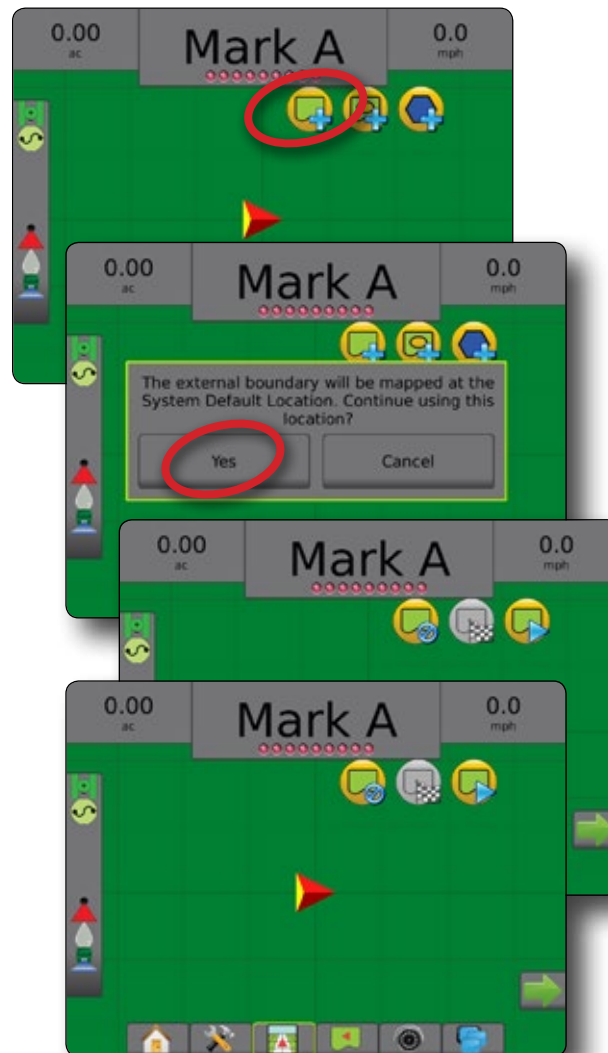 0.00
ac
Mark A
0.0
mph
0.00
ac
Mark A
0.0
mph
The external boundary will be mapped at the
System Default Location. Continue using this
location?
Yes
Cancel
0.00
ac
Mark A
0.0
mph
0.00
ac
Mark A
0.0
mph